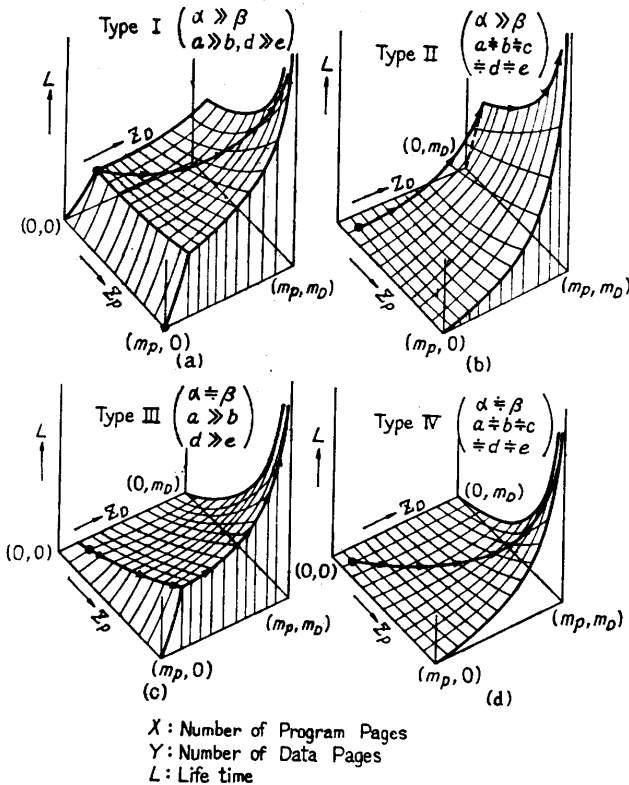 Type I ( α ≫ β
a ≫ b, d ≫ e )
L
Z_D
(0,0)
Z_P
(m_P, m_D)
(m_P, 0)
(a)
Type II ( α ≫ β
a ≑ b ≑ c
≑ d ≑ e )
L
(0, m_D)
Z_D
Z_P
(m_P, m_D)
(m_P, 0)
(b)
Type III ( α ≒ β
a ≫ b
d ≫ e )
L
(0, m_D)
Z_D
(0,0)
Z_P
(m_P, m_D)
(m_P, 0)
(c)
Type IV ( α ≒ β
a ≒ b ≒ c
≒ d ≒ e )
L
Z_D
(0, m_D)
(0,0)
Z_P
(m_P, m_D)
(m_P, 0)
(d)
X : Number of Program Pages
Y : Number of Data Pages
L : Life time